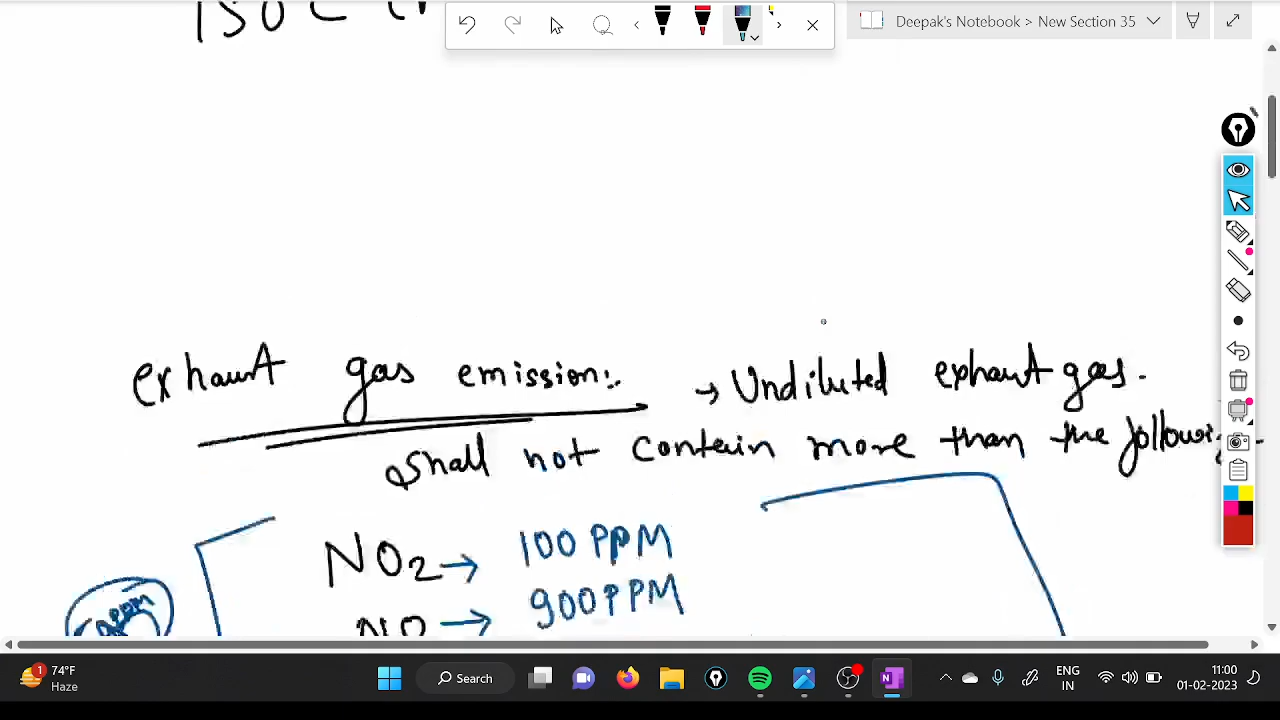 Deepak's Notebook > New Section 35
exhaust gas emission:. → Undiluted exhaust gas.
shall not contain more than the following
NO2 → 100 PPM
NO → 900 PPM
74°F
Haze
Search
ENG
IN
11:00
01-02-2023